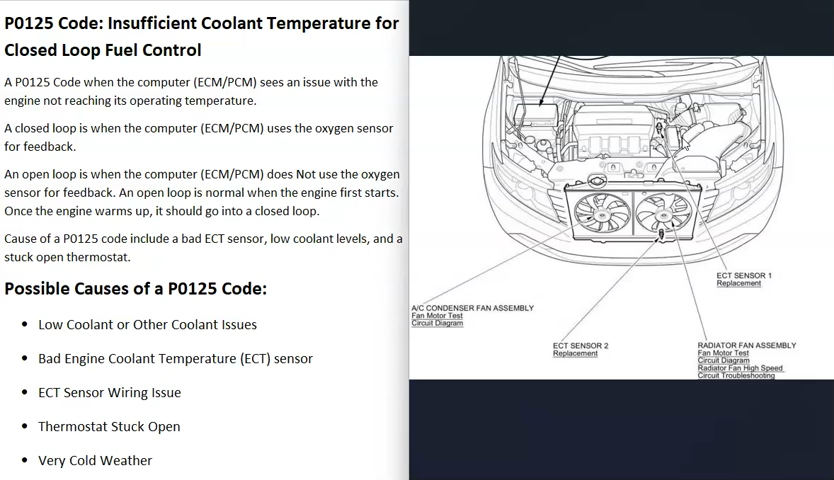 P0125 Code: Insufficient Coolant Temperature for
Closed Loop Fuel Control
A P0125 Code when the computer (ECM/PCM) sees an issue with the
engine not reaching its operating temperature.
A closed loop is when the computer (ECM/PCM) uses the oxygen sensor
for feedback.
An open loop is when the computer (ECM/PCM) does Not use the oxygen
sensor for feedback. An open loop is normal when the engine first starts.
Once the engine warms up, it should go into a closed loop.
Cause of a P0125 code include a bad ECT sensor, low coolant levels, and a
stuck open thermostat.
Possible Causes of a P0125 Code:
• Low Coolant or Other Coolant Issues
• Bad Engine Coolant Temperature (ECT) sensor
• ECT Sensor Wiring Issue
• Thermostat Stuck Open
• Very Cold Weather
ECT SENSOR 1
Replacement
A/C CONDENSER FAN ASSEMBLY
Fan Motor Test
Circuit Diagram
ECT SENSOR 2
Replacement
RADIATOR FAN ASSEMBLY
Fan Motor Test
Circuit Diagram
Radiator Fan High Speed
Circuit Troubleshooting